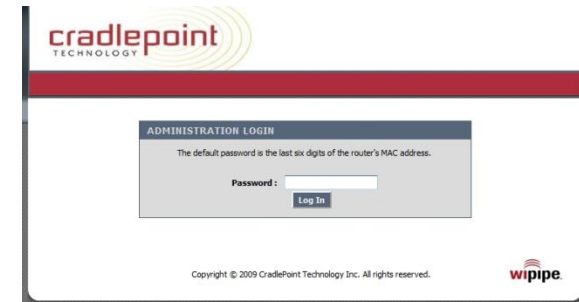 cradlepoint
TECHNOLOGY
ADMINISTRATION LOGIN
The default password is the last six digits of the router's MAC address.
Password :
Log In
Copyright © 2009 CradlePoint Technology Inc. All rights reserved.
wipipe.